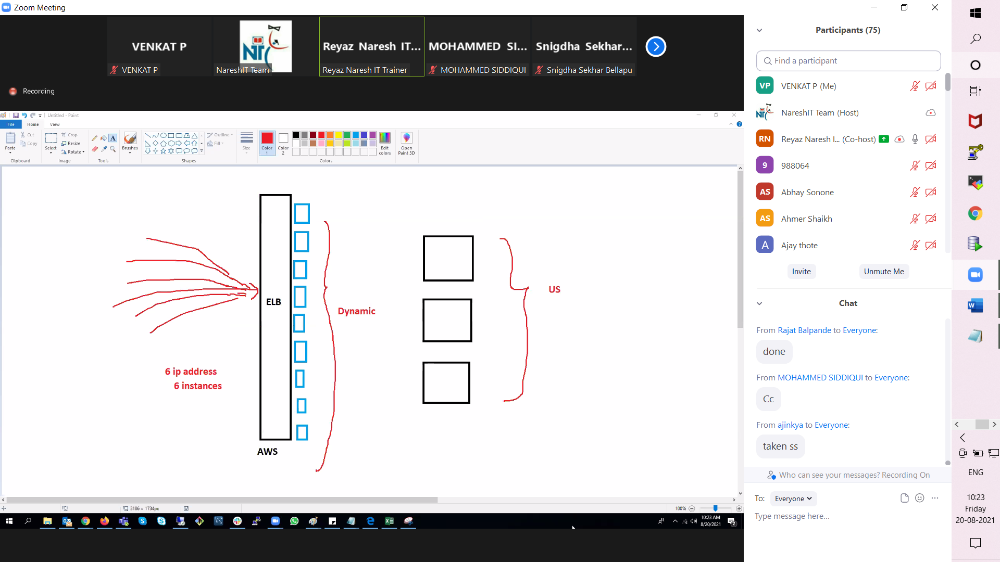 Zoom Meeting
VENKAT P
VENKAT P
NTC
NareshIT Team
Reyaz Naresh IT...
Reyaz Naresh IT Trainer
MOHAMMED SI...
MOHAMMED SIDDIQUI
Snigdha Sekhar...
Snigdha Sekhar Bellapu
Recording
Untitled - Paint
File
Home
View
Paste
Cut
Copy
Clipboard
Select
Crop
Resize
Rotate
Image
A
Tools
Brushes
Shapes
Outline
Fill
Size
Color 1
Color 2
Edit colors
Open Paint 3D
Colors
ELB
AWS
Dynamic
6 ip address
6 instances
US
3186 × 1734px
100%
10:23 AM
8/20/2021
2
Participants (75)
Find a participant
VP
VENKAT P (Me)
NareshIT Team (Host)
RN
Reyaz Naresh I... (Co-host)
9
988064
AS
Abhay Sonone
AS
Ahmer Shaikh
A
Ajay thote
Invite
Unmute Me
Chat
From Rajat Balpande to Everyone:
done
From MOHAMMED SIDDIQUI to Everyone:
Cc
From ajinkya to Everyone:
taken ss
Who can see your messages? Recording On
To: Everyone
Type message here...
ENG
10:23
Friday
20-08-2021